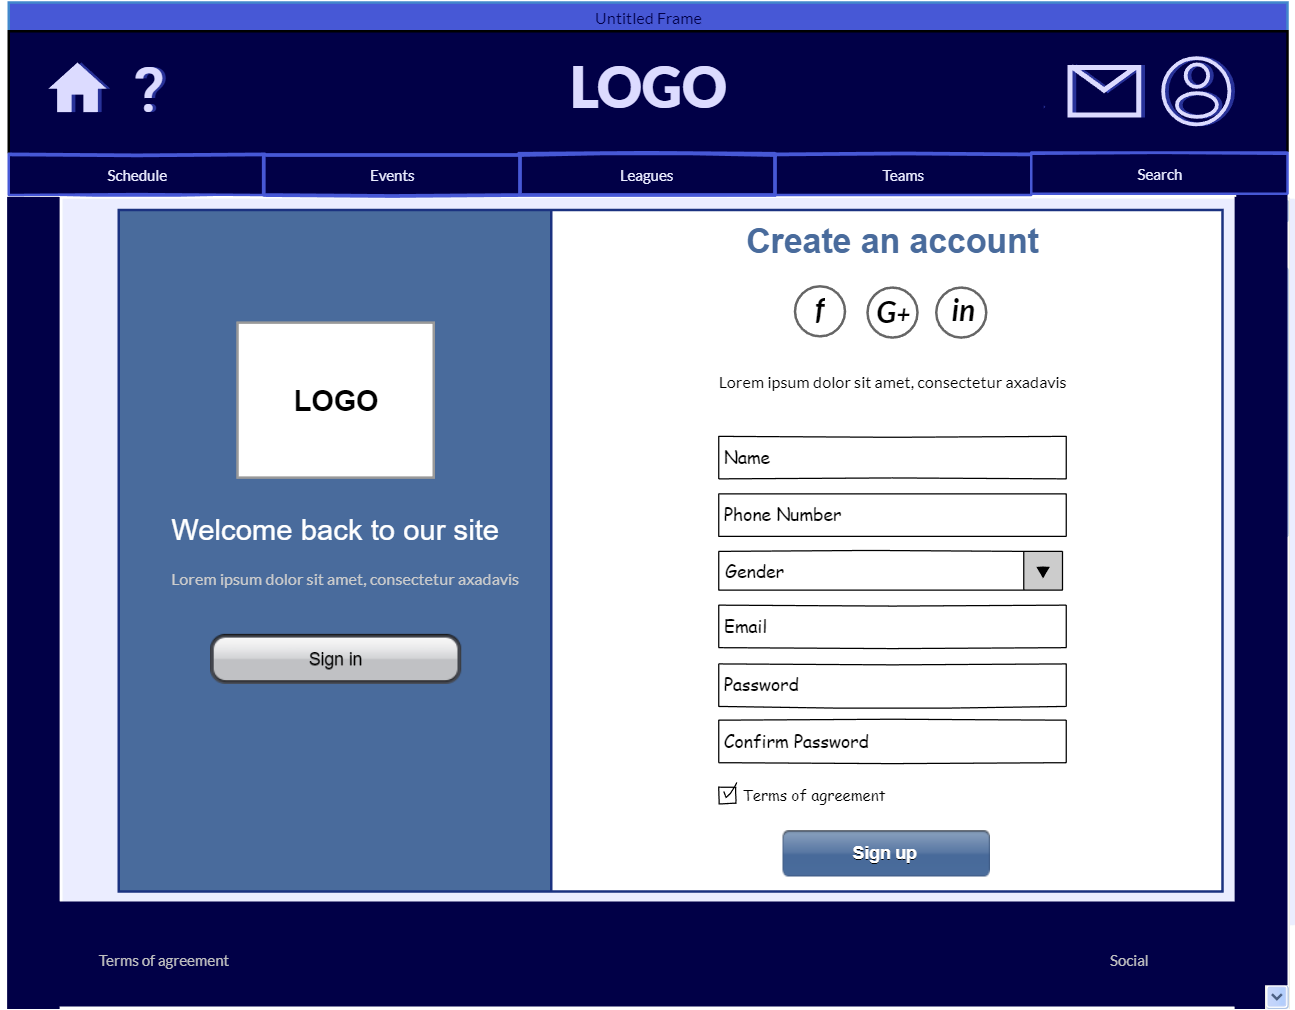 Untitled Frame
?
LOGO
Schedule
Events
Leagues
Teams
Search
LOGO
Welcome back to our site
Lorem ipsum dolor sit amet, consectetur axadavis
Sign in
Create an account
f
G+
in
Lorem ipsum dolor sit amet, consectetur axadavis
Name
Phone Number
Gender
Email
Password
Confirm Password
Terms of agreement
Sign up
Terms of agreement
Social